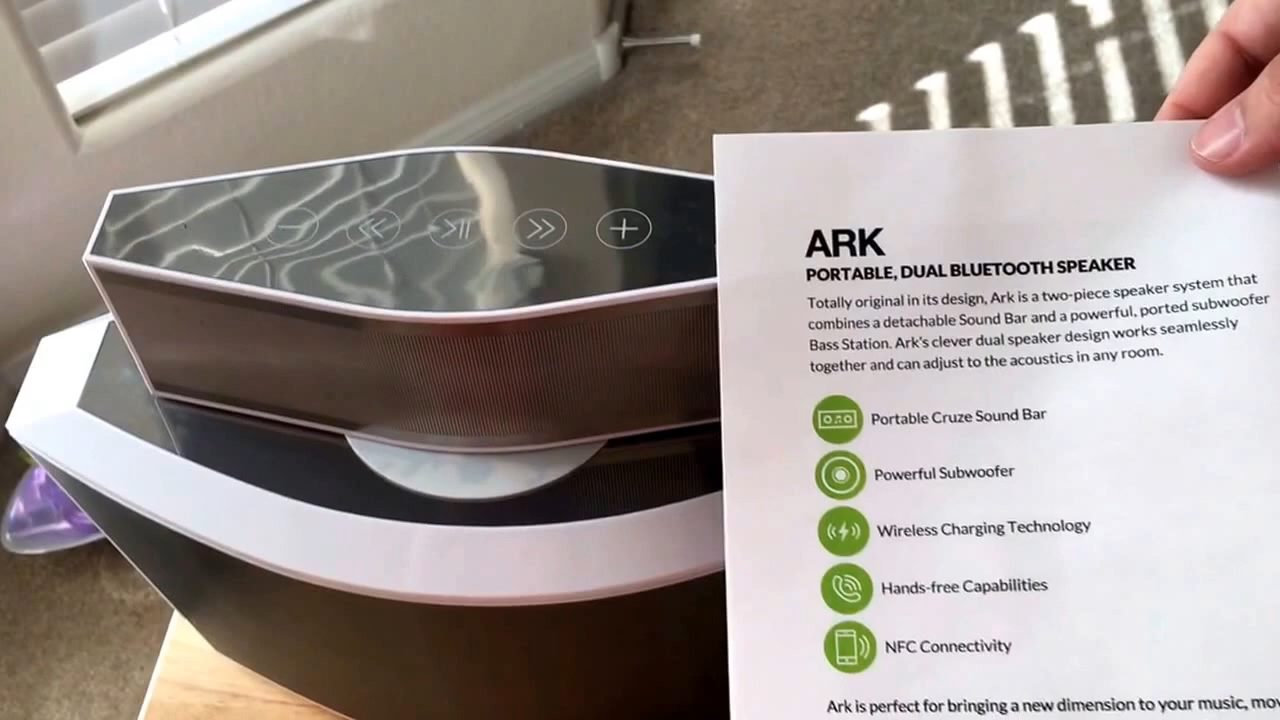 ARK
PORTABLE, DUAL BLUETOOTH SPEAKER
Totally original in its design, Ark is a two-piece speaker system that
combines a detachable Sound Bar and a powerful, ported subwoofer
Bass Station. Ark's clever dual speaker design works seamlessly
together and can adjust to the acoustics in any room.
Portable Cruze Sound Bar
Powerful Subwoofer
Wireless Charging Technology
Hands-free Capabilities
NFC Connectivity
Ark is perfect for bringing a new dimension to your music,